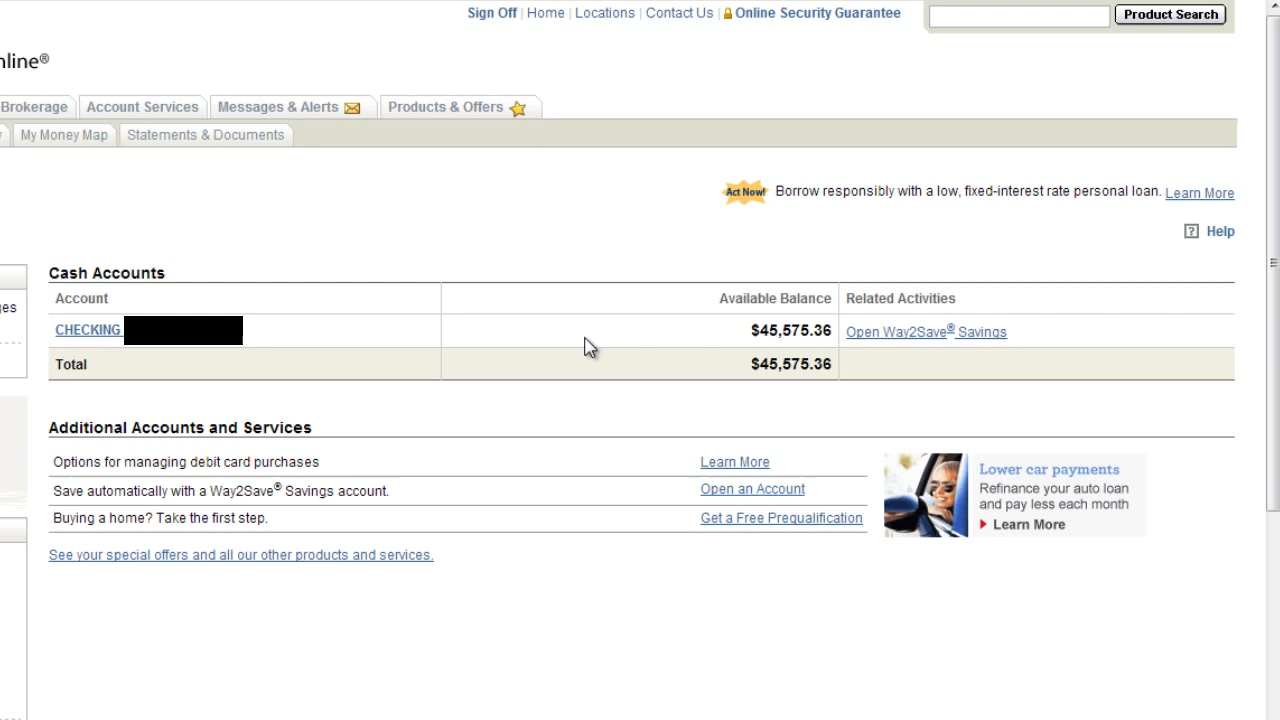 Sign Off | Home | Locations | Contact Us | Online Security Guarantee
Product Search
nline®
Brokerage
Account Services
Messages & Alerts
Products & Offers
My Money Map
Statements & Documents
Act Now! Borrow responsibly with a low, fixed-interest rate personal loan. Learn More
? Help
ges
Cash Accounts
Account Available Balance Related Activities
CHECKING $45,575.36 Open Way2Save® Savings
Total $45,575.36
Additional Accounts and Services
Options for managing debit card purchases Learn More
Save automatically with a Way2Save® Savings account. Open an Account
Buying a home? Take the first step. Get a Free Prequalification
See your special offers and all our other products and services.
Lower car payments
Refinance your auto loan
and pay less each month
Learn More